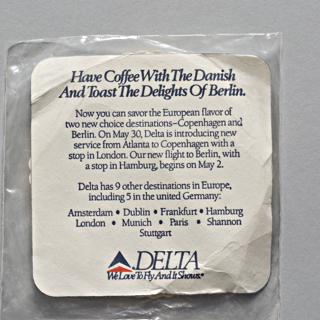 Have Coffee With The Danish
And Toast The Delights Of Berlin.
Now you can savor the European flavor of
two new choice destinations–Copenhagen and
Berlin. On May 30, Delta is introducing new
service from Atlanta to Copenhagen with a
stop in London. Our new flight to Berlin, with
a stop in Hamburg, begins on May 2.
Delta has 9 other destinations in Europe,
including 5 in the united Germany:
Amsterdam • Dublin • Frankfurt • Hamburg
London • Munich • Paris • Shannon
Stuttgart
DELTA
We Love To Fly And It Shows.®